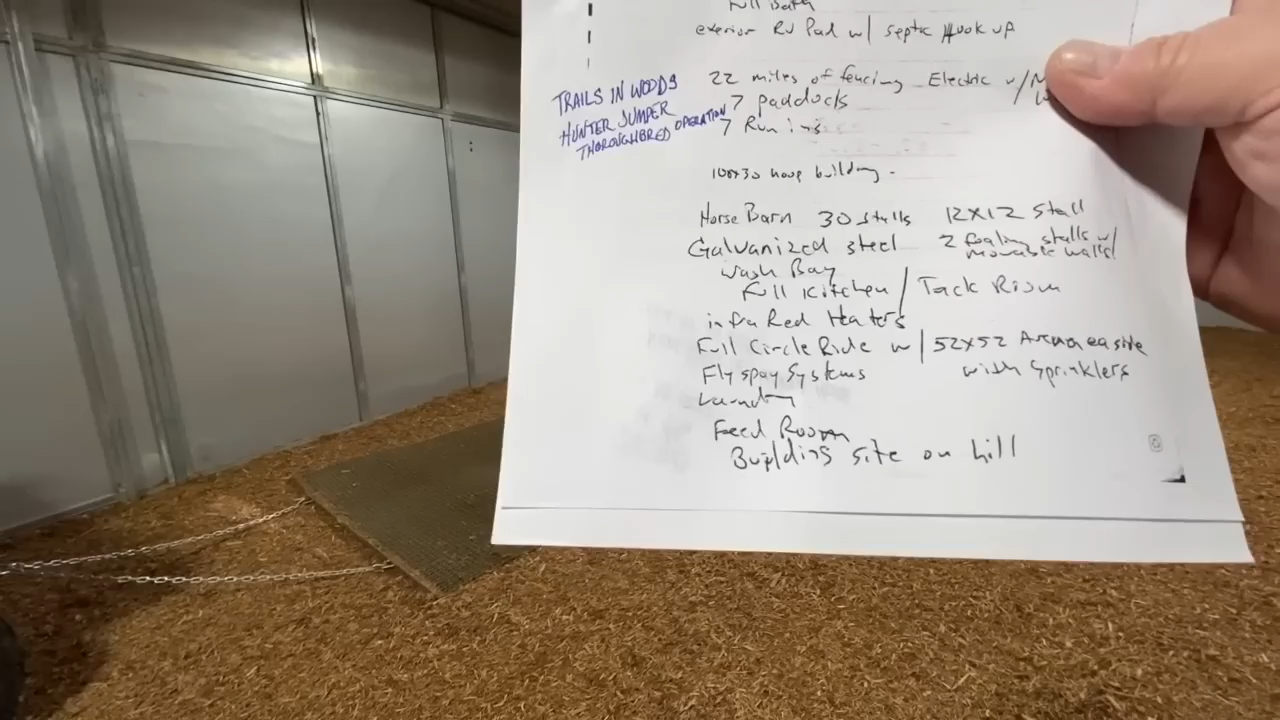 Full Bath
exterior RV Pad w/ septic Hook up
22 miles of fencing Electric w/
7 paddocks
7 Run ins
TRAILS IN WOODS
HUNTER JUMPER
THOROUGHBRED OPERATION
100x30 hoop building.
Horse Barn 30 stalls 12x12 Stall
Galvanized steel 2 foaling stalls w/
movable walls
wash Bay
Full Kitchen / Tack Room
infra Red Heaters
Full Circle Ride w/ 52x52 Arena
Fly spay Systems with Sprinklers
Laundry
Feed Room
Building site on hill